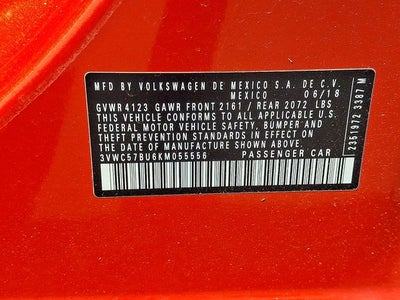 MFD BY VOLKSWAGEN DE MEXICO S.A. DE C.V.
MEXICO 06/18
GVWR 4123 GAWR FRONT 2161 / REAR 2072 LBS
THIS VEHICLE CONFORMS TO ALL APPLICABLE U.S.
FEDERAL MOTOR VEHICLE SAFETY, BUMPER AND
THEFT PREVENTION STANDARDS IN EFFECT ON
THE DATE OF MANUFACTURE SHOWN ABOVE.
3VWC57BU6KM055556 PASSENGER CAR
2351972 3387 M